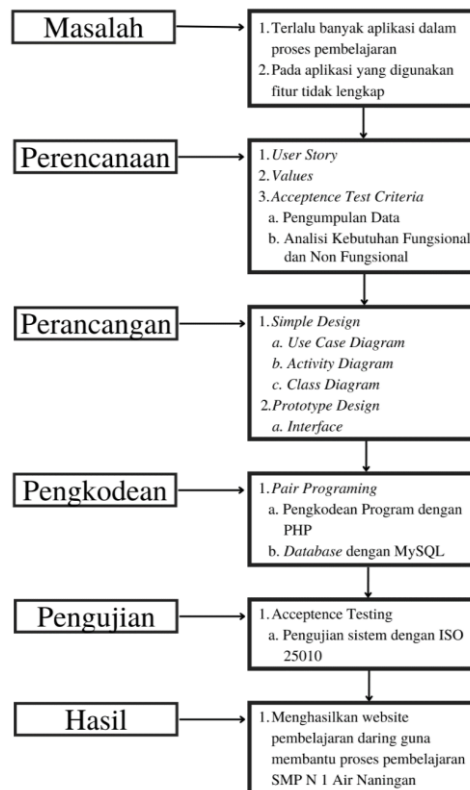 Masalah
1. Terlalu banyak aplikasi dalam
proses pembelajaran
2. Pada aplikasi yang digunakan
fitur tidak lengkap
Perencanaan
1. User Story
2. Values
3. Acceptence Test Criteria
a. Pengumpulan Data
b. Analisi Kebutuhan Fungsional
dan Non Fungsional
Perancangan
1. Simple Design
a. Use Case Diagram
b. Activity Diagram
c. Class Diagram
2. Prototype Design
a. Interface
Pengkodean
1. Pair Programing
a. Pengkodean Program dengan
PHP
b. Database dengan MySQL
Pengujian
1. Acceptence Testing
a. Pengujian sistem dengan ISO
25010
Hasil
1. Menghasilkan website
pembelajaran daring guna
membantu proses pembelajaran
SMP N 1 Air Naningan